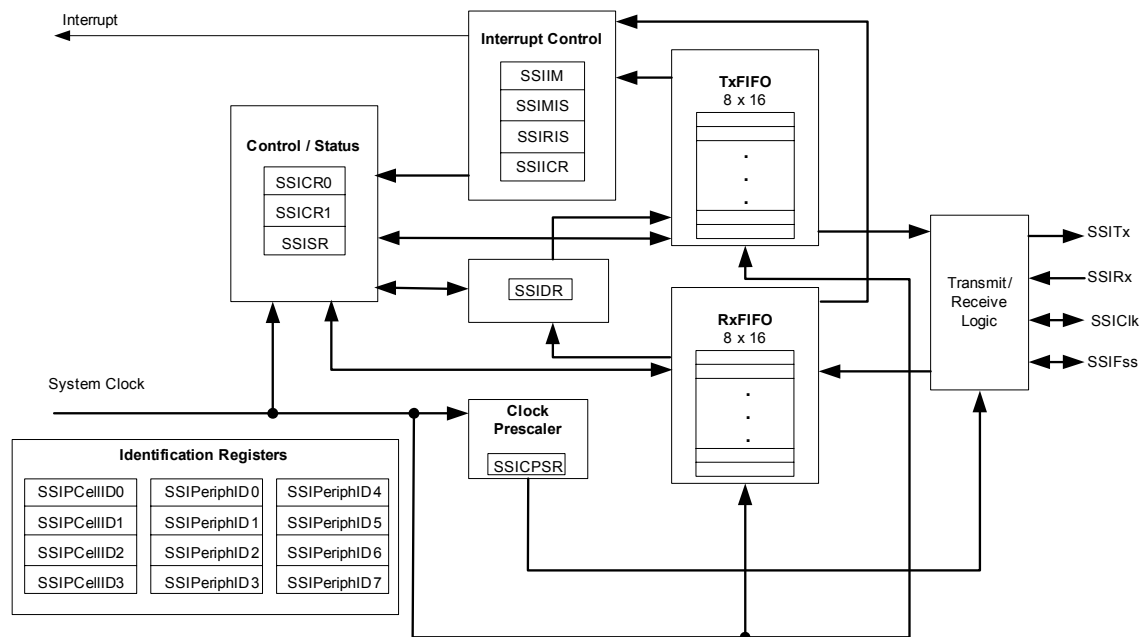 Interrupt
Interrupt Control
SSIIM
SSIMIS
SSIRIS
SSIICR
TxFIFO
8 x 16
.
.
.
Control / Status
SSICR0
SSICR1
SSISR
SSIDR
RxFIFO
8 x 16
.
.
.
Transmit/
Receive
Logic
SSITx
SSIRx
SSIClk
SSIFss
System Clock
Clock
Prescaler
SSICPSR
Identification Registers
SSIPCellID0 SSIPeriphID0 SSIPeriphID4
SSIPCellID1 SSIPeriphID1 SSIPeriphID5
SSIPCellID2 SSIPeriphID2 SSIPeriphID6
SSIPCellID3 SSIPeriphID3 SSIPeriphID7